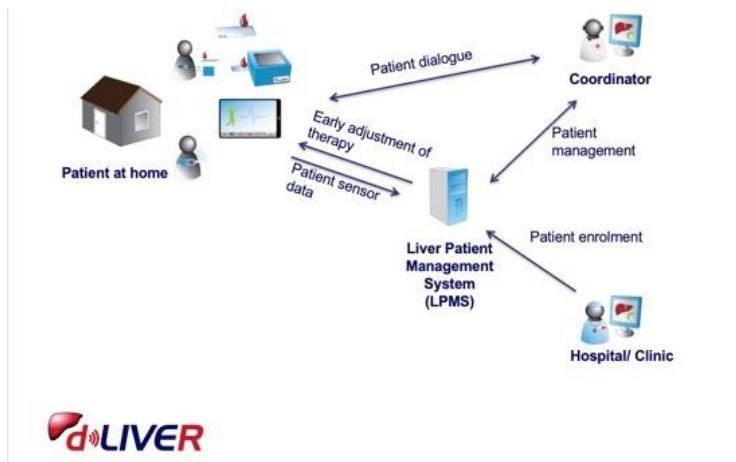 Patient dialogue
Coordinator
Early adjustment of
therapy
Patient
management
Patient at home
Patient sensor
data
Patient enrolment
Liver Patient
Management
System
(LPMS)
Hospital/ Clinic
d LIVER